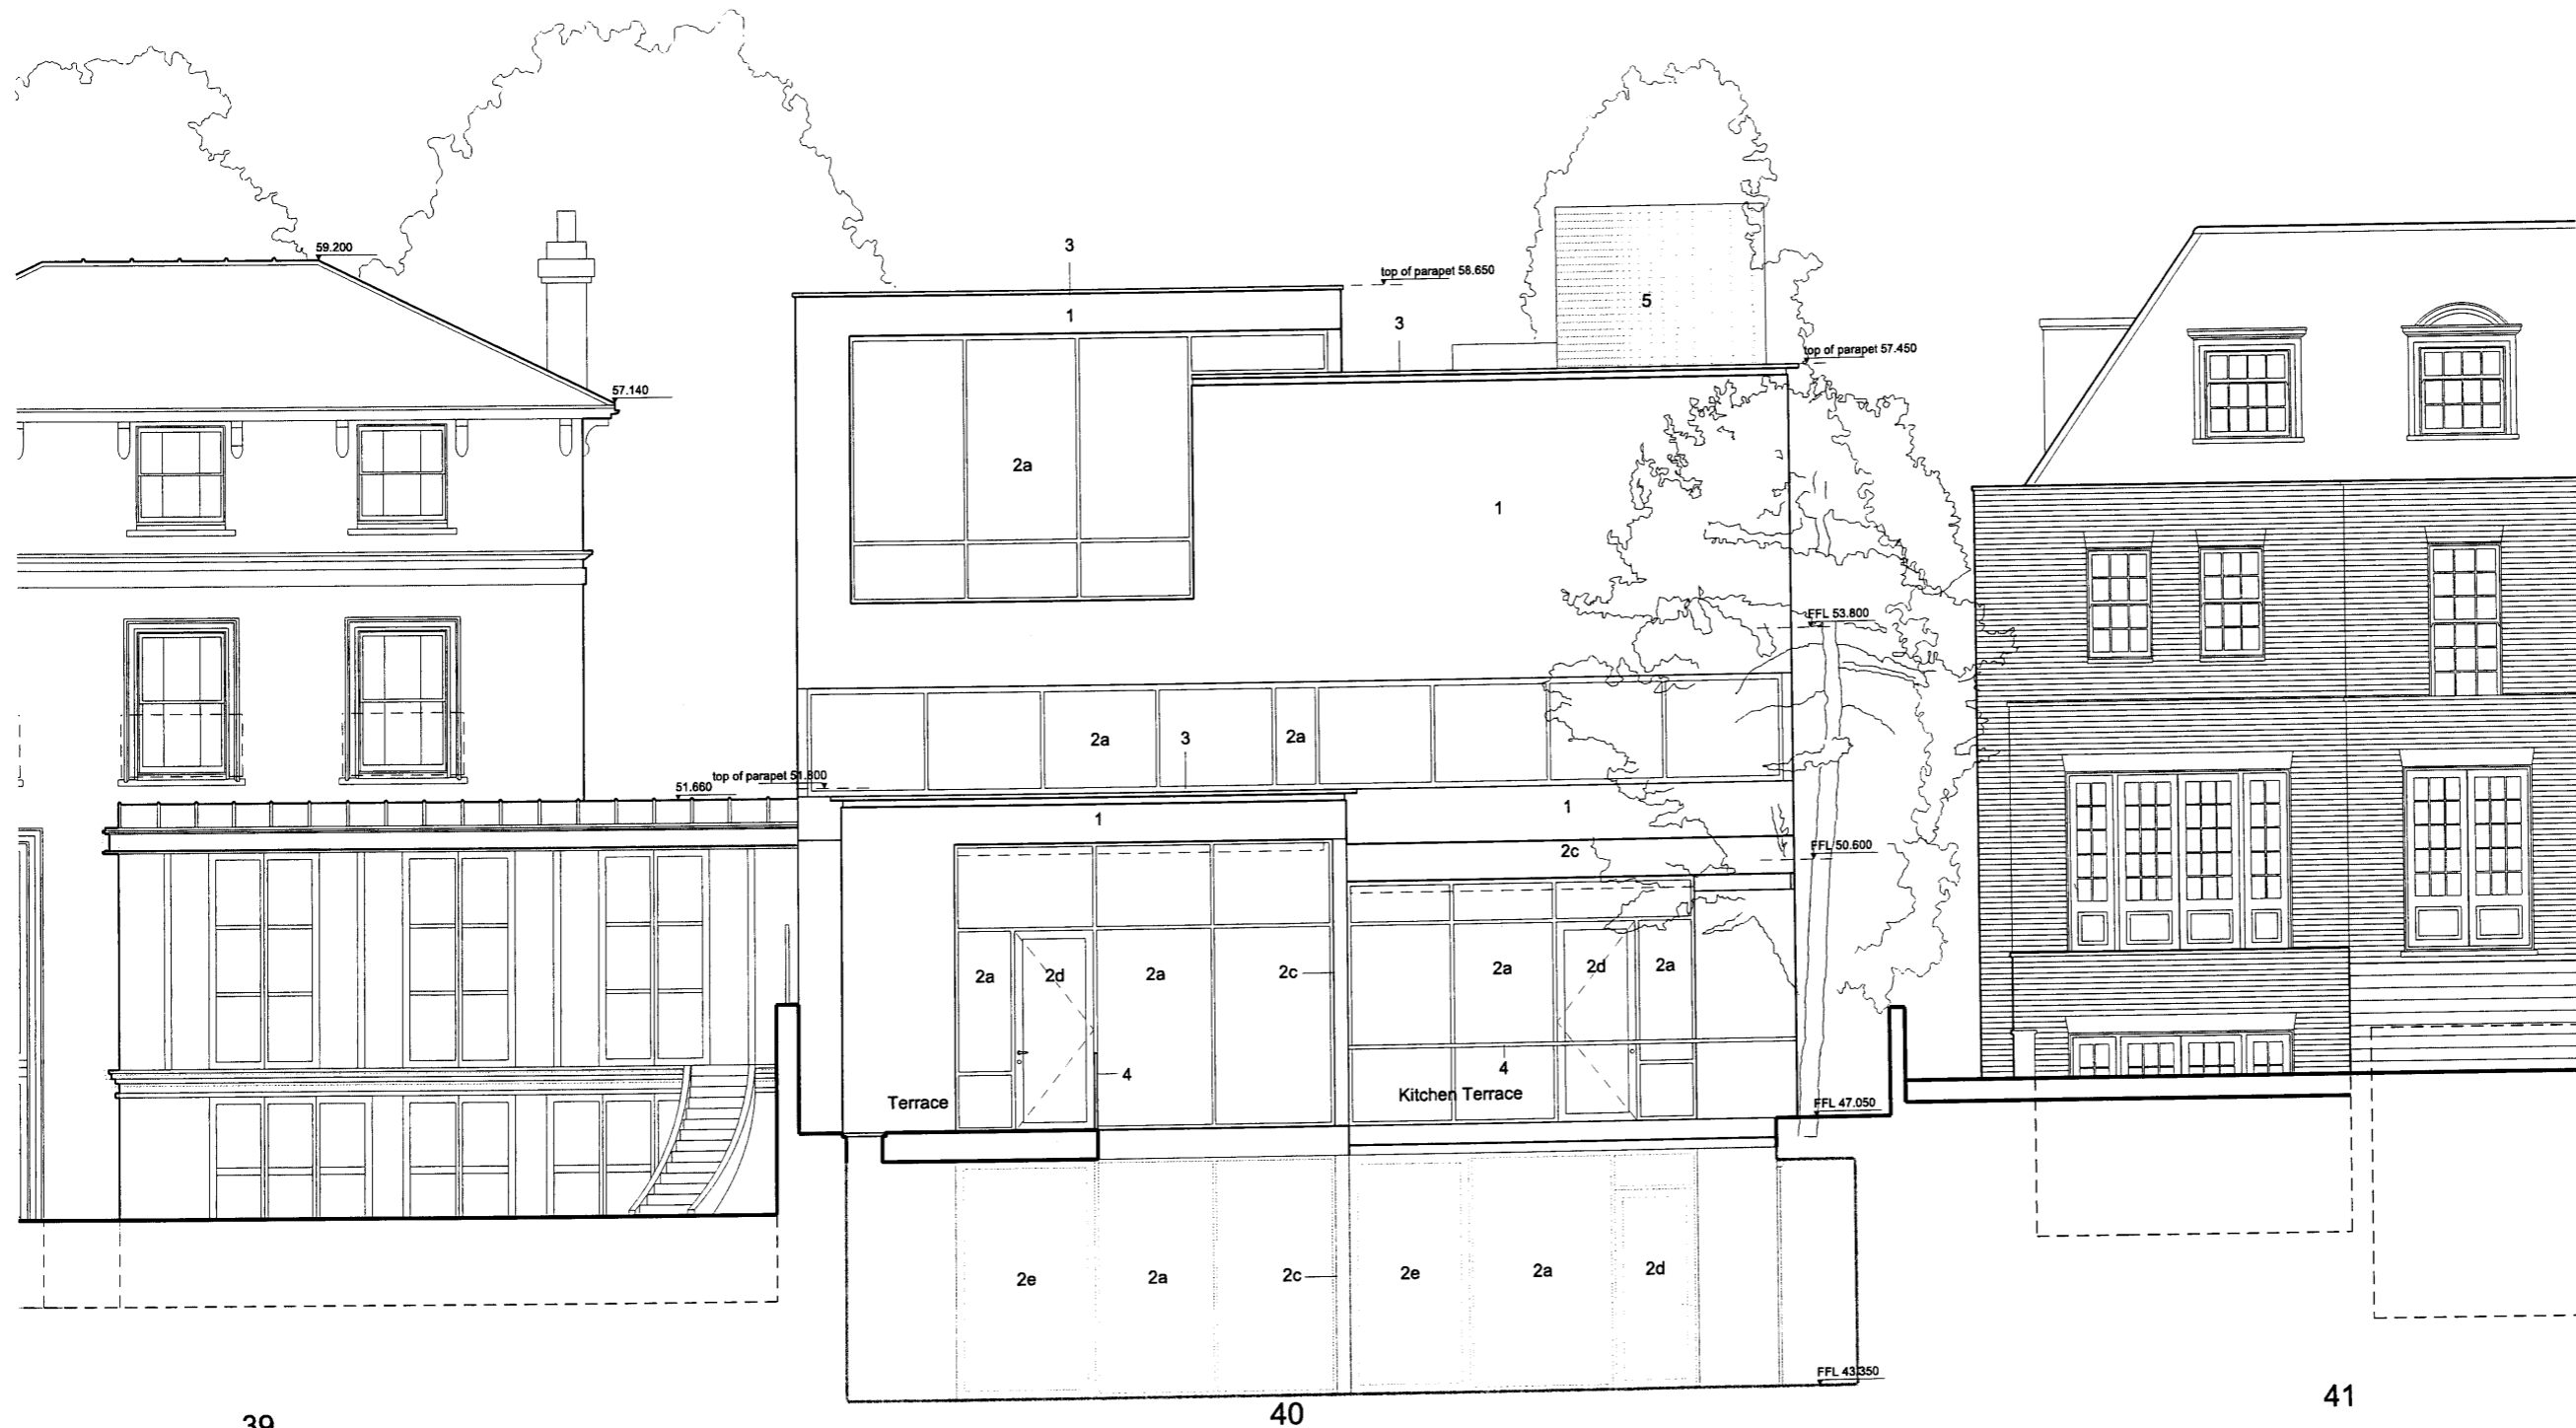 59.200
3
top of parapet 58.650
1
3
5
top of parapet 57.450
57.140
2a
1
FFL 53.800
2a
3
2a
top of parapet 51.800
51.660
1
1
2c
FFL 50.600
2a
2d
2a
2c
2a
2d
2a
4
4
Terrace
Kitchen Terrace
FFL 47.050
2e
2a
2c
2e
2a
2d
FFL 43.350
39
40
41